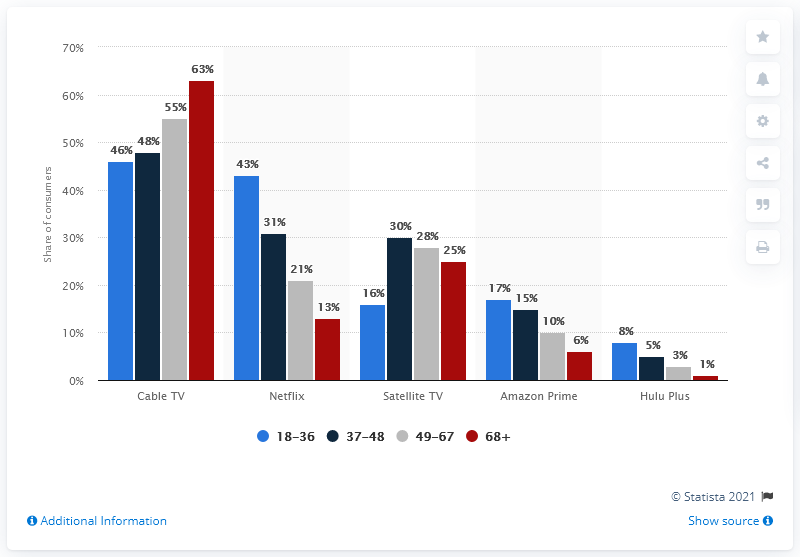 70%
60%
50%
40%
30%
20%
10%
0%
Share of consumers
46% 48% 55% 63%
43% 31% 21% 13%
16% 30% 28% 25%
17% 15% 10% 6%
8% 5% 3% 1%
Cable TV Netflix Satellite TV Amazon Prime Hulu Plus
18–36 37–48 49–67 68+
© Statista 2021
Additional Information Show source